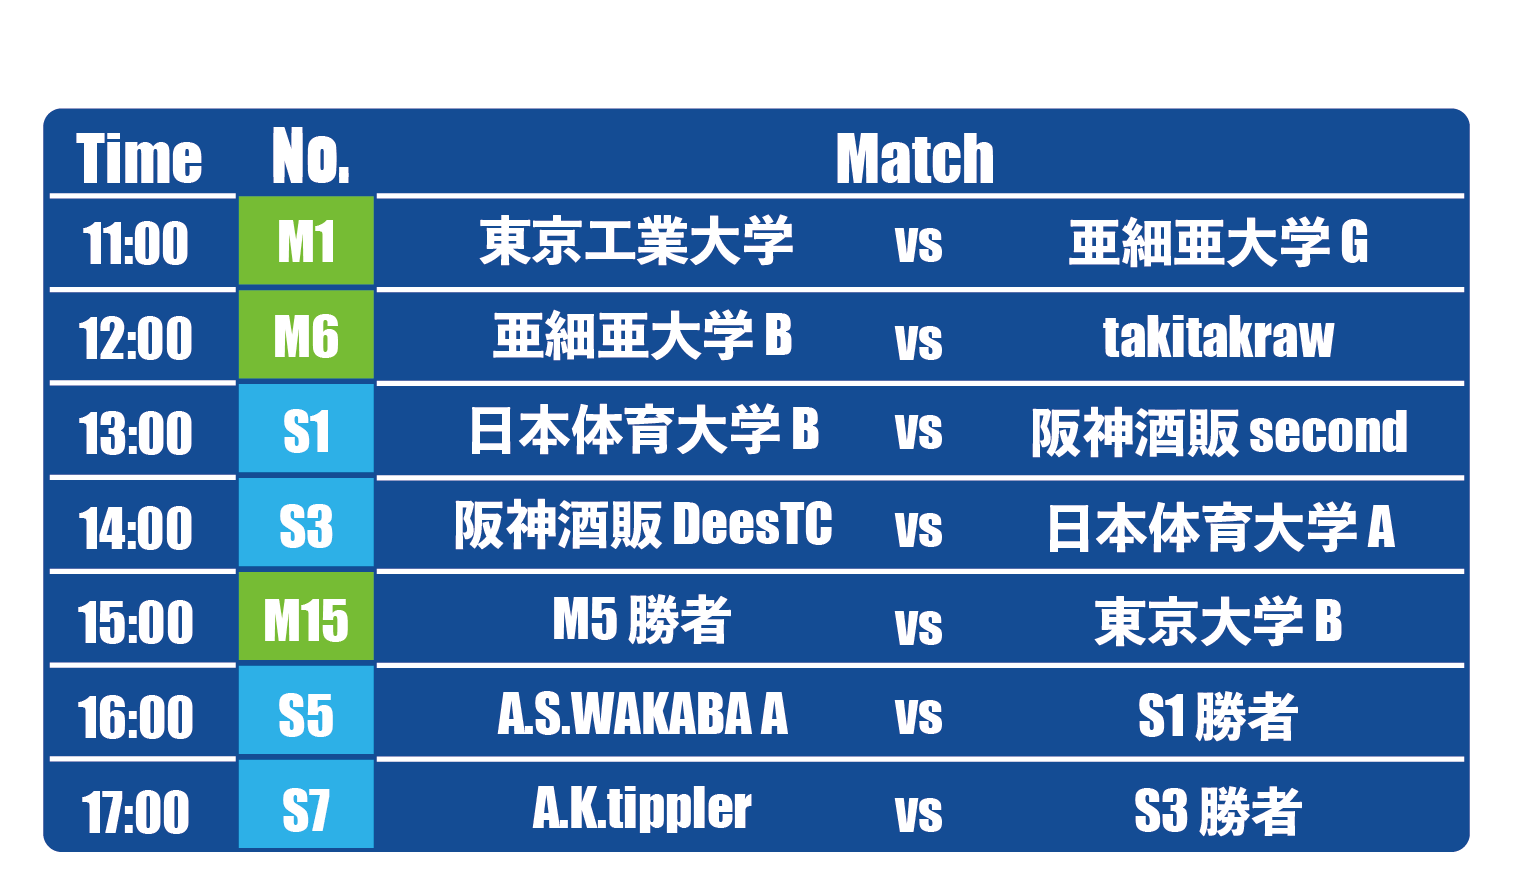 Time No. Match
11:00 M1 東京工業大学 vs 亜細亜大学 G
12:00 M6 亜細亜大学 B vs takitakraw
13:00 S1 日本体育大学 B vs 阪神酒販 second
14:00 S3 阪神酒販 DeesTC vs 日本体育大学 A
15:00 M15 M5 勝者 vs 東京大学 B
16:00 S5 A.S.WAKABA A vs S1 勝者
17:00 S7 A.K.tippler vs S3 勝者